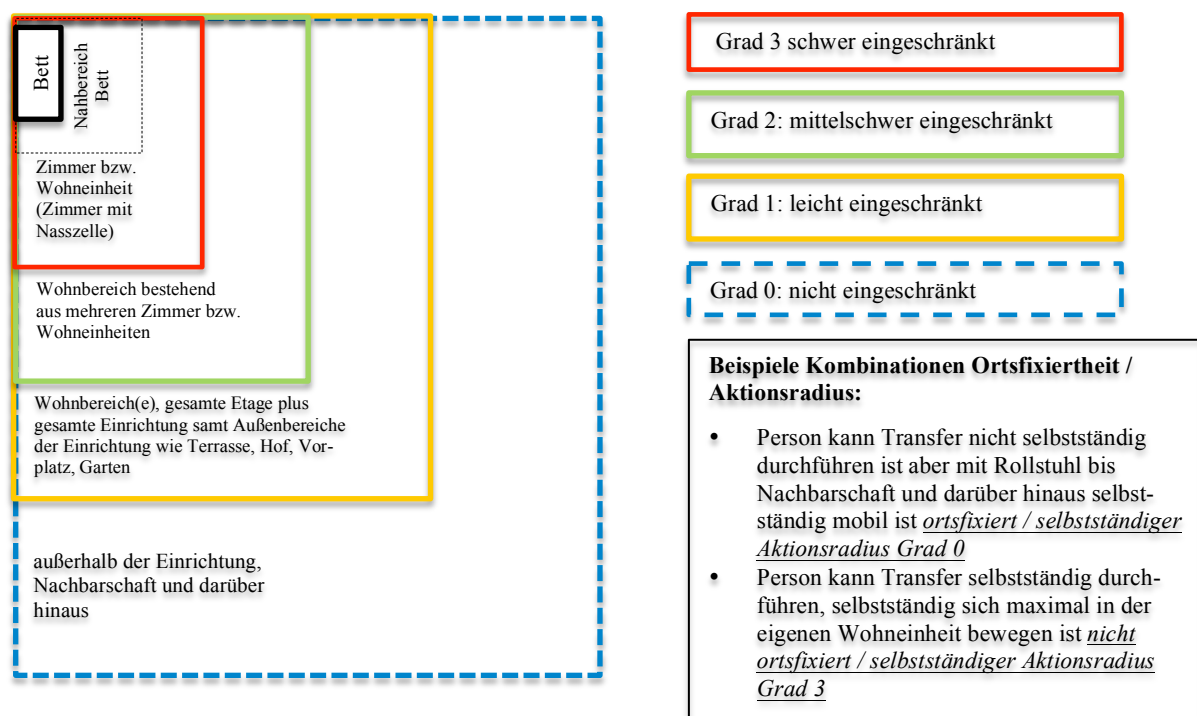 Bett
Nahbereich
Bett
Zimmer bzw.
Wohneinheit
(Zimmer mit
Nasszelle)
Wohnbereich bestehend
aus mehreren Zimmer bzw.
Wohneinheiten
Wohnbereich(e), gesamte Etage plus
gesamte Einrichtung samt Außenbereiche
der Einrichtung wie Terrasse, Hof, Vor-
platz, Garten
außerhalb der Einrichtung,
Nachbarschaft und darüber
hinaus
Grad 3 schwer eingeschränkt
Grad 2: mittelschwer eingeschränkt
Grad 1: leicht eingeschränkt
Grad 0: nicht eingeschränkt
Beispiele Kombinationen Ortsfixiertheit /
Aktionsradius:
• Person kann Transfer nicht selbstständig
durchführen ist aber mit Rollstuhl bis
Nachbarschaft und darüber hinaus selbst-
ständig mobil ist ortsfixiert / selbstständiger
Aktionsradius Grad 0
• Person kann Transfer selbstständig durch-
führen, selbstständig sich maximal in der
eigenen Wohneinheit bewegen ist nicht
ortsfixiert / selbstständiger Aktionsradius
Grad 3